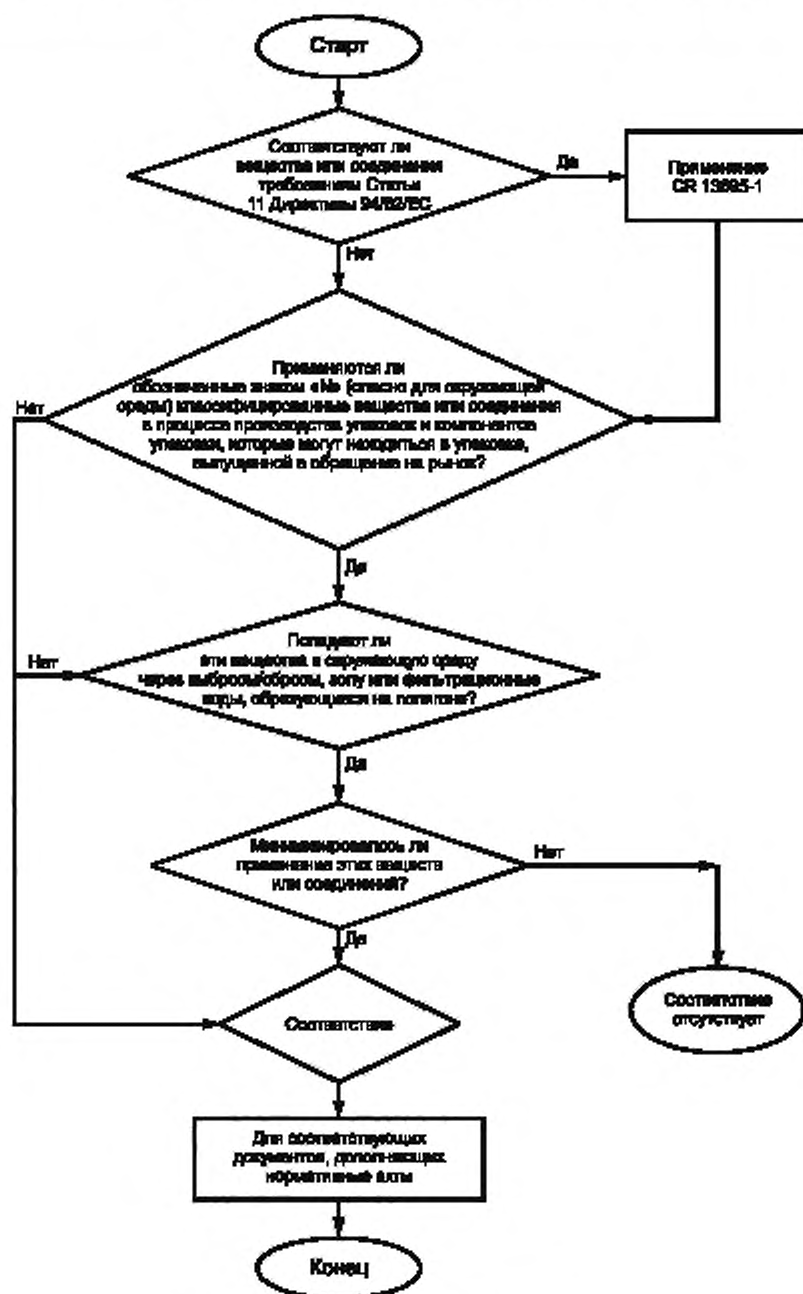 Старт
Соответствуют ли
вещества или соединения
требованиям Статьи
11 Директивы 94/62/ЕС
Да
Применение
CR 13695-1
Нет
Применяются ли
обозначенные знаком «N» (опасно для окружающей
среды) классифицированные вещества или соединения
в процессе производства упаковок и компонентов
упаковки, которые могут находиться в упаковке,
выпущенной в обращение на рынок?
Нет
Да
Попадают ли
эти вещества в окружающую среду
через выбросы/сбросы, золу или фильтрационные
воды, образующиеся на полигоне?
Нет
Да
Минимизировалось ли
применение этих веществ
или соединений?
Нет
Да
Соответствие
Соответствие
отсутствует
Для соответствующих
документов, дополняющих
нормативные акты
Конец